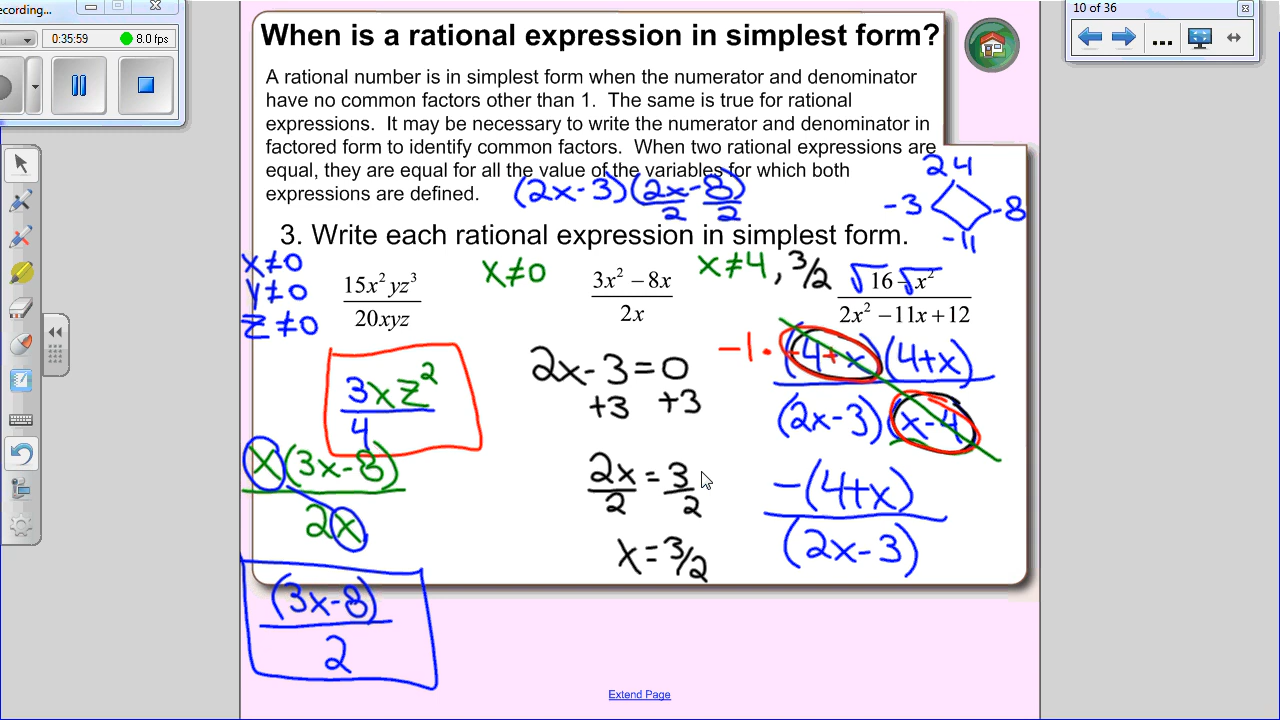 ecording...
0:35:59
8.0 fps
10 of 36
When is a rational expression in simplest form?
A rational number is in simplest form when the numerator and denominator
have no common factors other than 1. The same is true for rational
expressions. It may be necessary to write the numerator and denominator in
factored form to identify common factors. When two rational expressions are
equal, they are equal for all the value of the variables for which both
expressions are defined.
(2x-3)(2x/2-8/2)
24
-3
-8
-11
3. Write each rational expression in simplest form.
x≠0
y≠0
z≠0
15x²yz³
20xyz
3xz²
4
x≠0
3x² − 8x
2x
x(3x-8)
2x
(3x-8)
2
2x-3=0
+3 +3
2x/2=3/2
x=3/2
x≠4, 3/2
√16-√x²
2x² −11x+12
-1·(-4+x)(4+x)
(2x-3)(x-4)
-(4+x)
(2x-3)
Extend Page